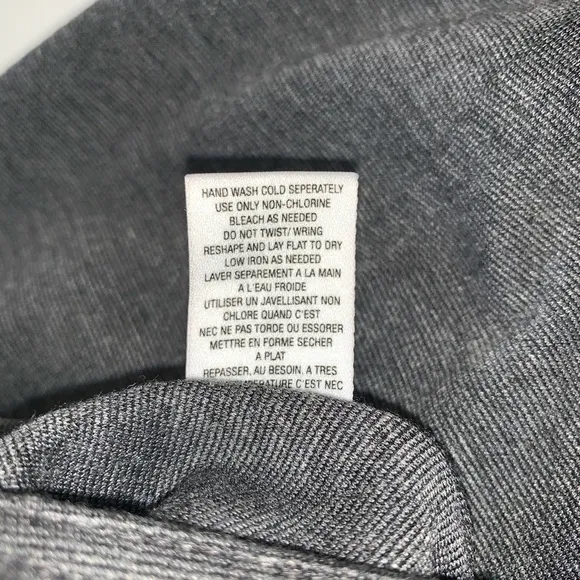 HAND WASH COLD SEPERATELY
USE ONLY NON-CHLORINE
BLEACH AS NEEDED
DO NOT TWIST/ WRING
RESHAPE AND LAY FLAT TO DRY
LOW IRON AS NEEDED
LAVER SEPAREMENT A LA MAIN
A L'EAU FROIDE
UTILISER UN JAVELLISANT NON
CHLORE QUAND C'EST
NEC NE PAS TORDE OU ESSORER
METTRE EN FORME SECHER
A PLAT
REPASSER, AU BESOIN, A TRES
C'EST NEC